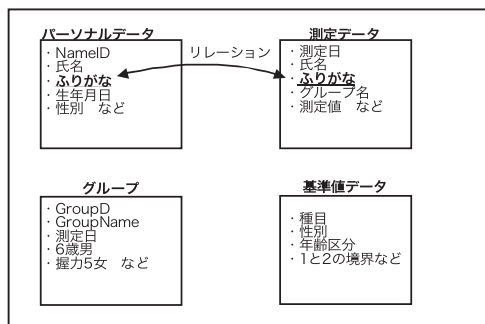 パーソナルデータ
・NameID
・氏名
・ふりがな
・生年月日
・性別　など
リレーション
測定データ
・測定日
・氏名
・ふりがな
・グループ名
・測定値　など
グループ
・GroupD
・GroupName
・測定日
・6歳男
・握力5女　など
基準値データ
・種目
・性別
・年齢区分
・1と2の境界など